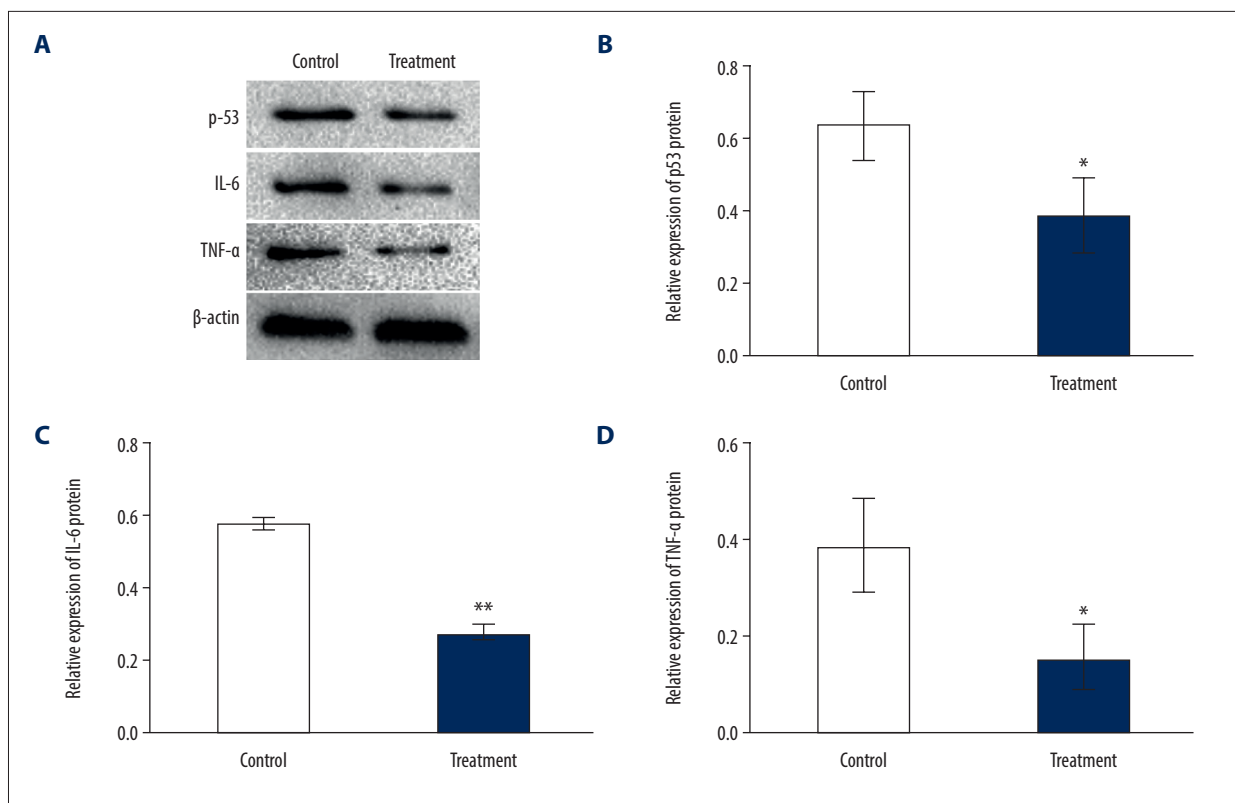 A
Control Treatment
p-53
IL-6
TNF-α
β-actin
B
Relative expression of p53 protein
0.8
0.6
0.4
0.2
0.0
*
Control Treatment
C
Relative expression of IL-6 protein
0.8
0.6
0.4
0.2
0.0
**
Control Treatment
D
Relative expression of TNF-α protein
0.6
0.4
0.2
0.0
*
Control Treatment